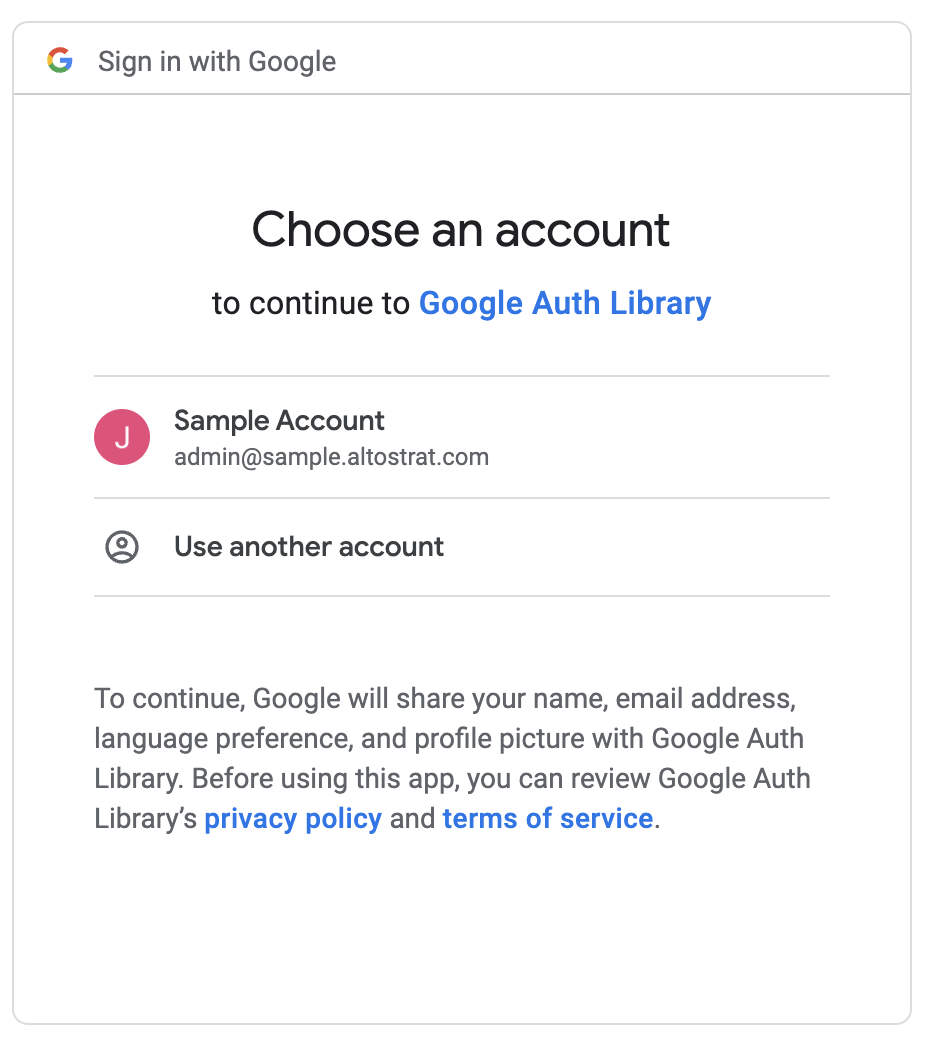 Sign in with Google
Choose an account
to continue to Google Auth Library
J
Sample Account
admin@sample.altostrat.com
Use another account
To continue, Google will share your name, email address,
language preference, and profile picture with Google Auth
Library. Before using this app, you can review Google Auth
Library’s privacy policy and terms of service.